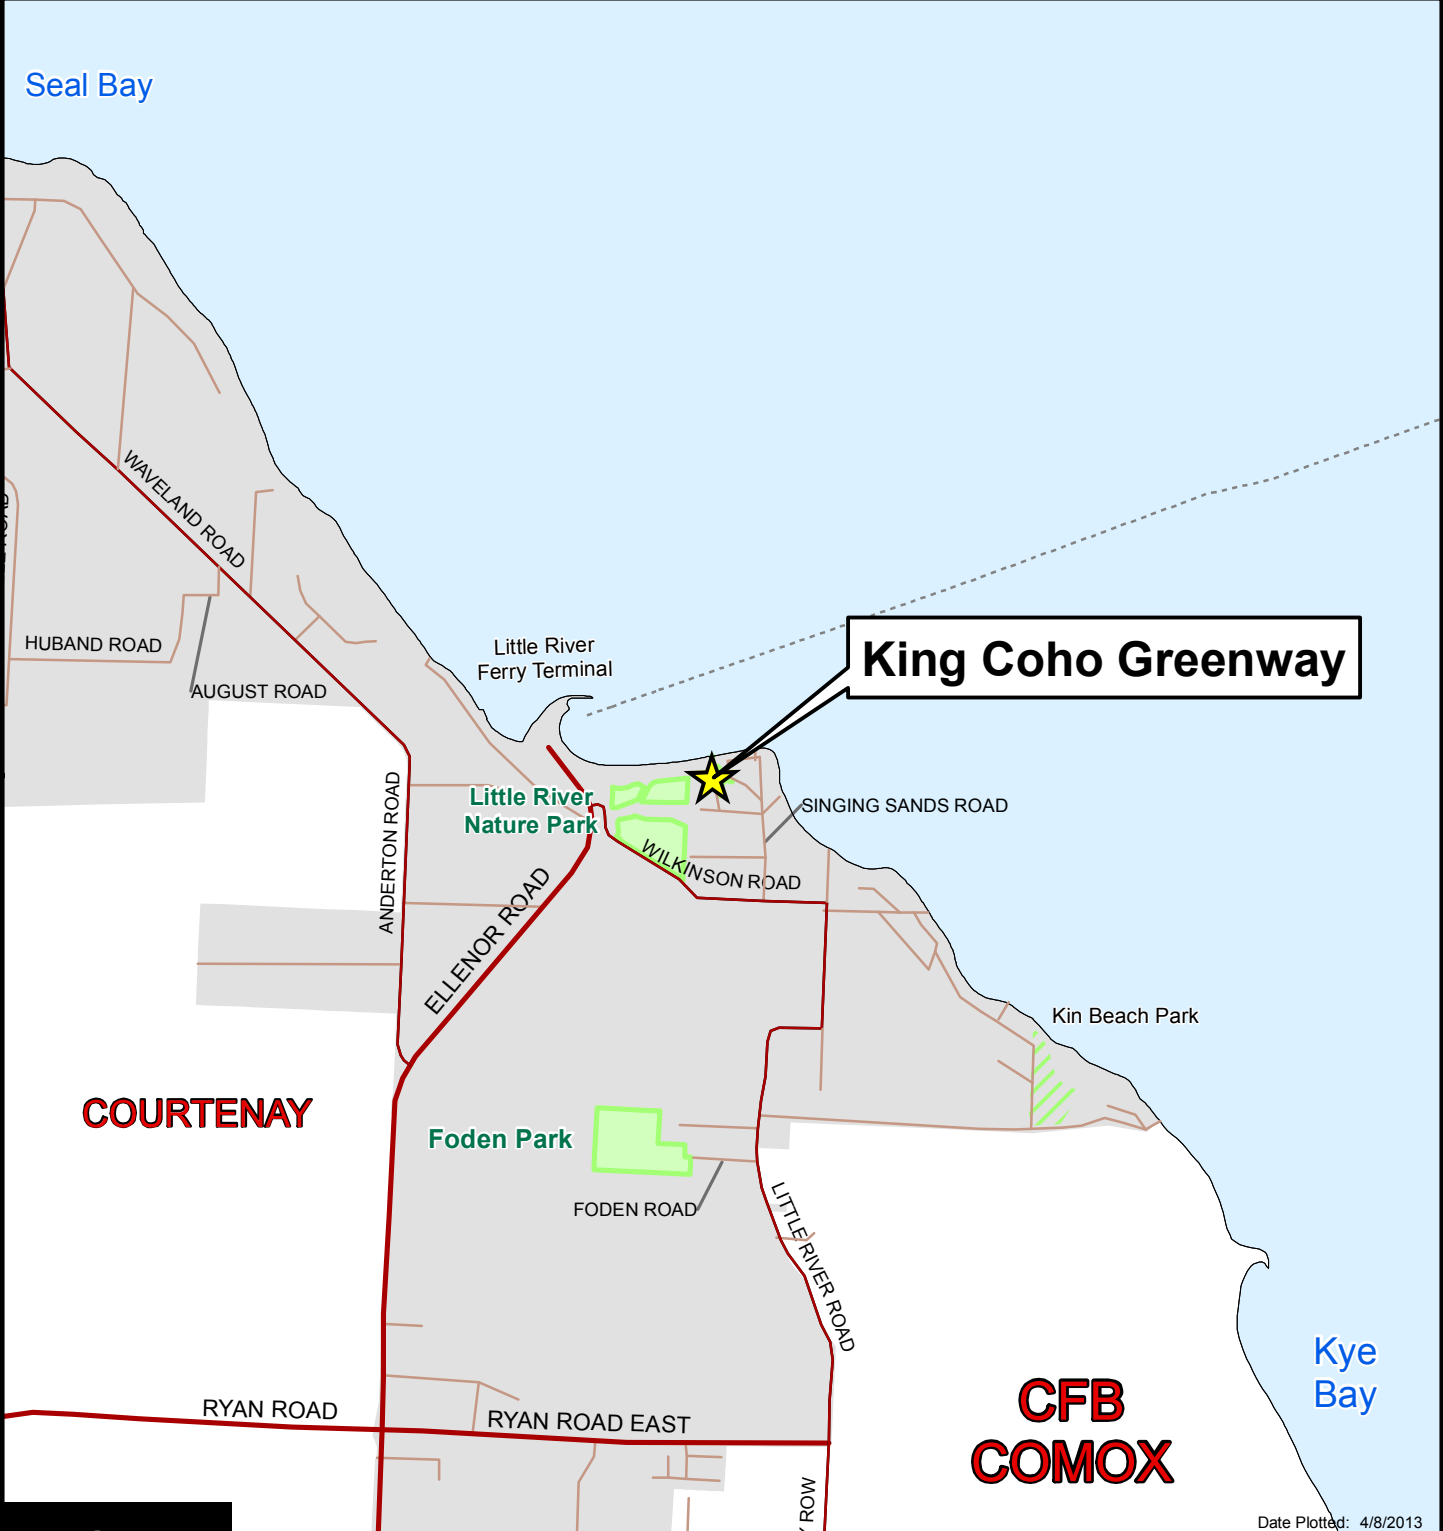 Seal Bay
WAVELAND ROAD
HUBAND ROAD
AUGUST ROAD
Little River
Ferry Terminal
King Coho Greenway
ANDERTON ROAD
Little River
Nature Park
SINGING SANDS ROAD
WILKINSON ROAD
ELLENOR ROAD
Kin Beach Park
COURTENAY
Foden Park
FODEN ROAD
LITTLE RIVER ROAD
Kye
Bay
CFB
COMOX
RYAN ROAD
RYAN ROAD EAST
ROW
Date Plotted: 4/8/2013